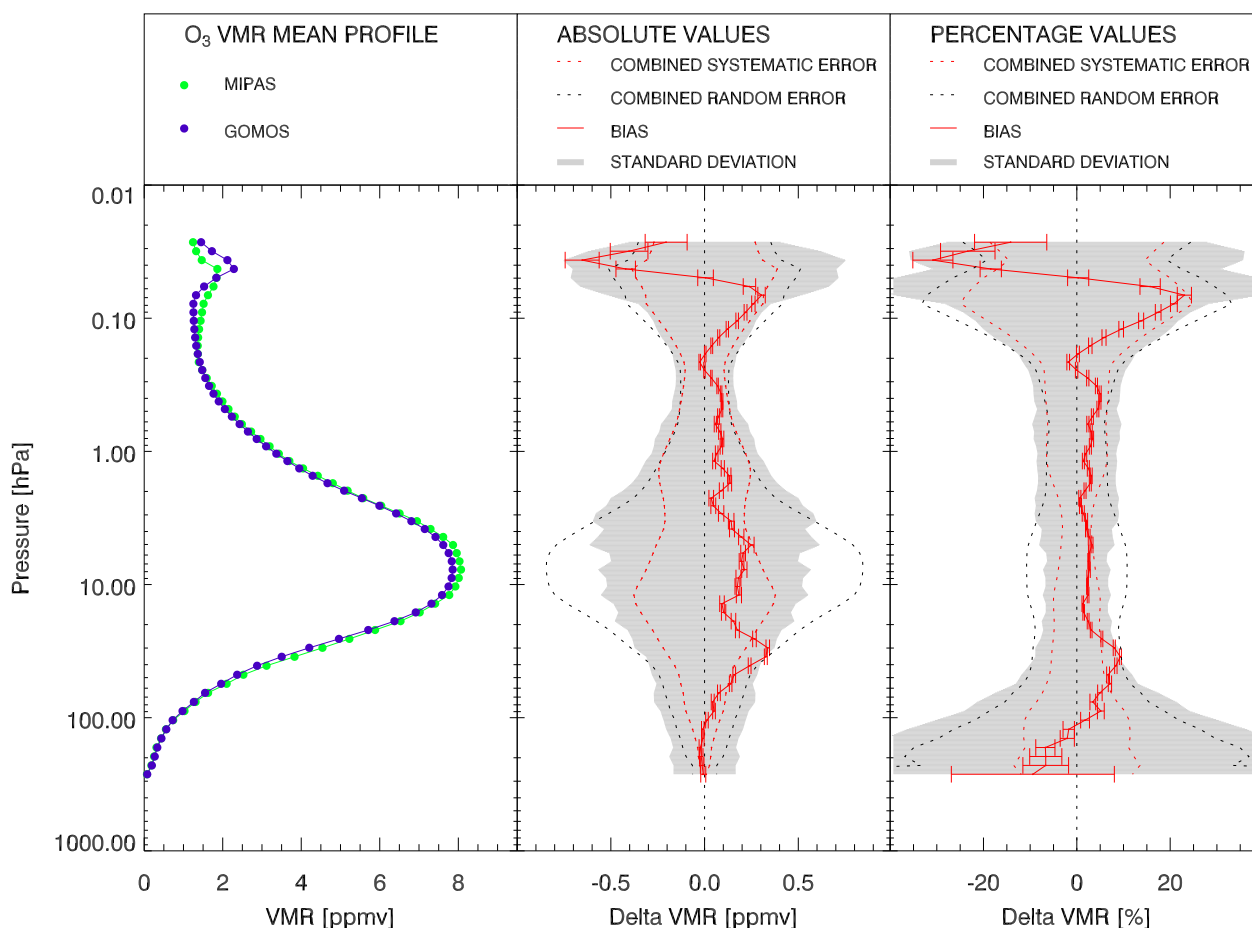 O₃ VMR MEAN PROFILE
MIPAS
GOMOS
ABSOLUTE VALUES
COMBINED SYSTEMATIC ERROR
COMBINED RANDOM ERROR
BIAS
STANDARD DEVIATION
PERCENTAGE VALUES
COMBINED SYSTEMATIC ERROR
COMBINED RANDOM ERROR
BIAS
STANDARD DEVIATION
Pressure [hPa]
0.01
0.10
1.00
10.00
100.00
1000.00
0 2 4 6 8
VMR [ppmv]
-0.5 0.0 0.5
Delta VMR [ppmv]
-20 0 20
Delta VMR [%]